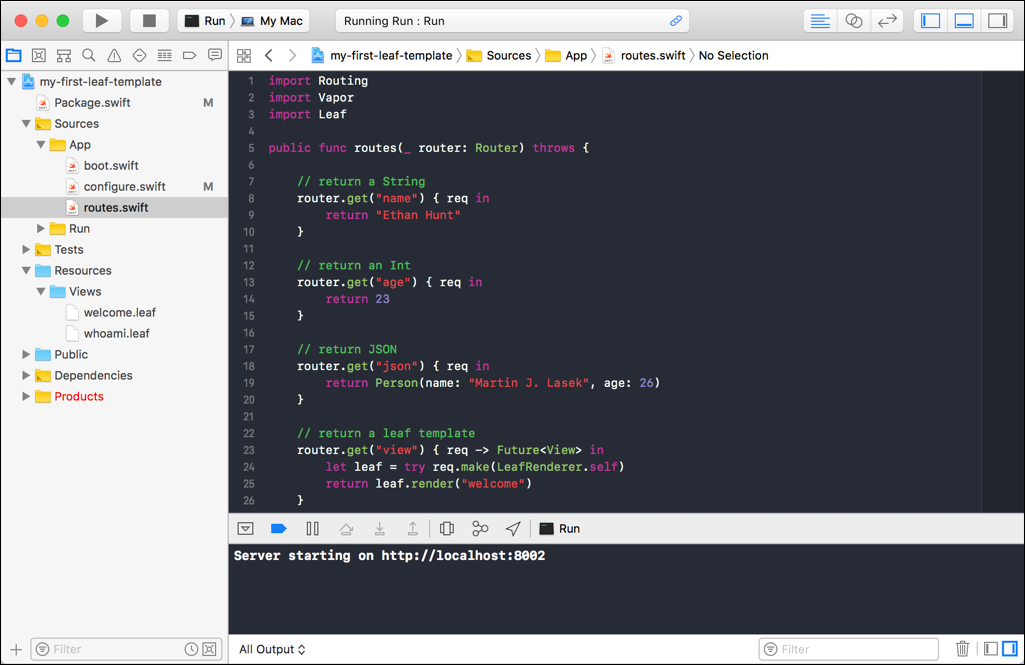 Run
My Mac
Running Run : Run
my-first-leaf-template
Sources
App
routes.swift
No Selection
my-first-leaf-template
Package.swift M
Sources
App
boot.swift
configure.swift M
routes.swift
Run
Tests
Resources
Views
welcome.leaf
whoami.leaf
Public
Dependencies
Products
Filter
1 import Routing
2 import Vapor
3 import Leaf
4
5 public func routes(_ router: Router) throws {
6
7 // return a String
8 router.get("name") { req in
9 return "Ethan Hunt"
10 }
11
12 // return an Int
13 router.get("age") { req in
14 return 23
15 }
16
17 // return JSON
18 router.get("json") { req in
19 return Person(name: "Martin J. Lasek", age: 26)
20 }
21
22 // return a leaf template
23 router.get("view") { req -> Future<View> in
24 let leaf = try req.make(LeafRenderer.self)
25 return leaf.render("welcome")
26 }
Run
Server starting on http://localhost:8002
All Output
Filter